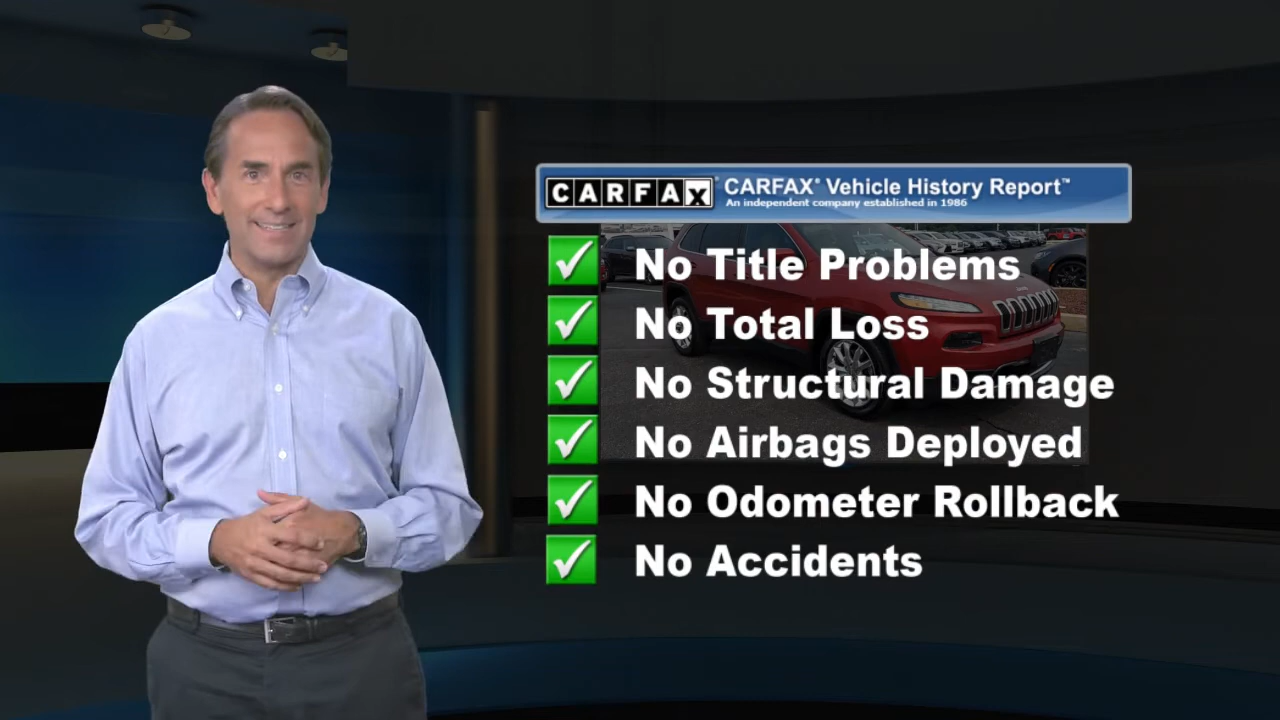 CARFAX® CARFAX® Vehicle History Report™
An independent company established in 1986
No Title Problems
No Total Loss
No Structural Damage
No Airbags Deployed
No Odometer Rollback
No Accidents